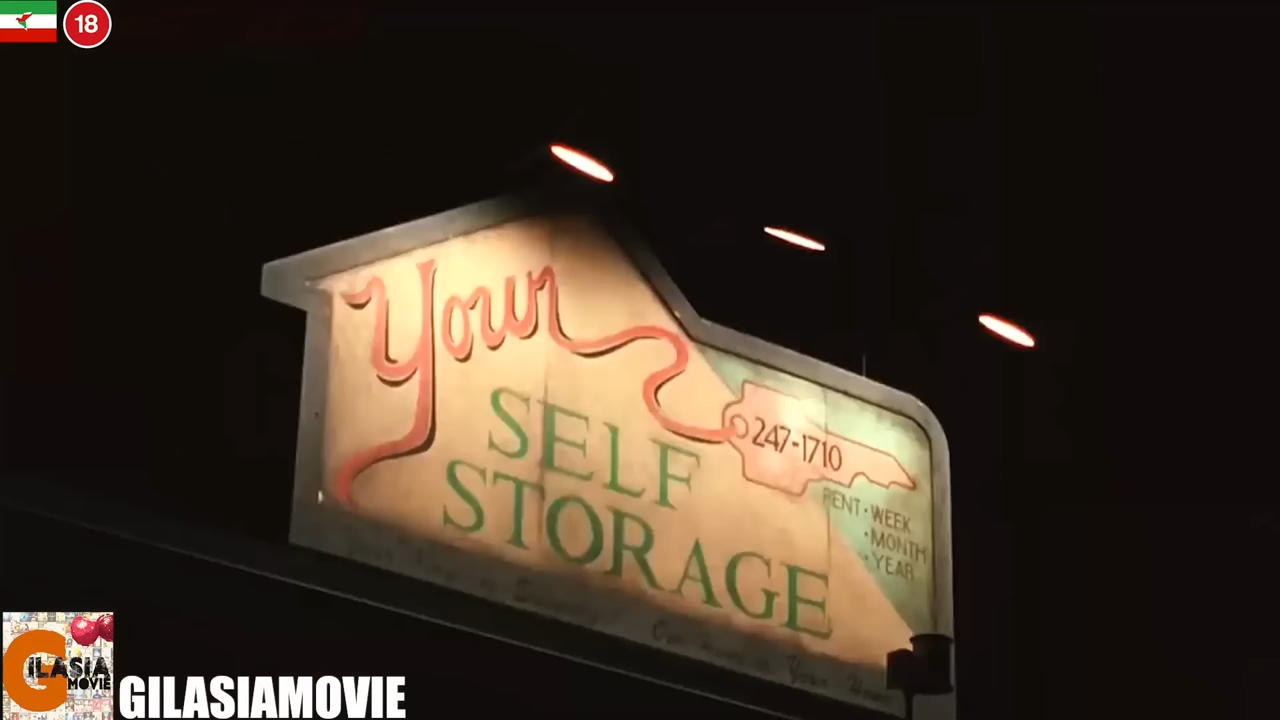 18
Your
SELF
STORAGE
247-1710
RENT · WEEK
· MONTH
· YEAR
GILASIA
MOVIE
GILASIAMOVIE